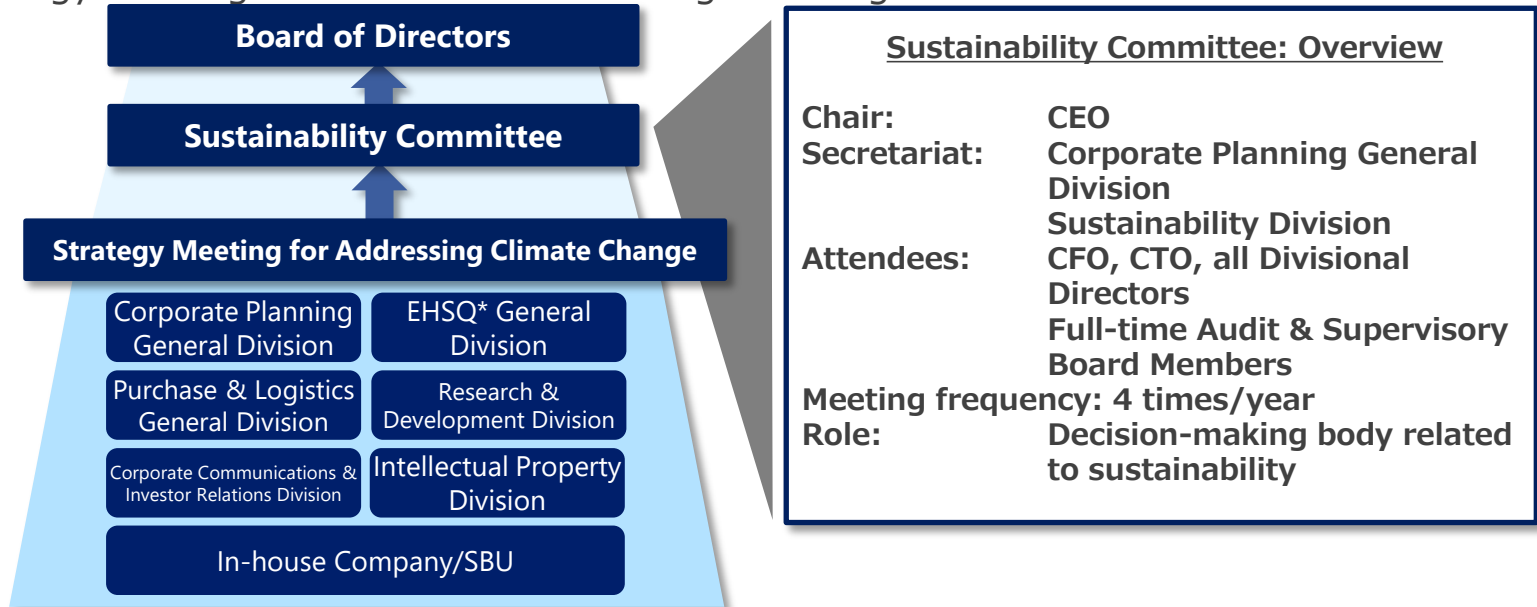 Board of Directors
Sustainability Committee
Strategy Meeting for Addressing Climate Change
Corporate Planning
General Division
EHSQ* General
Division
Purchase & Logistics
General Division
Research &
Development Division
Corporate Communications &
Investor Relations Division
Intellectual Property
Division
In-house Company/SBU
Sustainability Committee: Overview
Chair: CEO
Secretariat: Corporate Planning General
Division
Sustainability Division
Attendees: CFO, CTO, all Divisional
Directors
Full-time Audit & Supervisory
Board Members
Meeting frequency: 4 times/year
Role: Decision-making body related
to sustainability